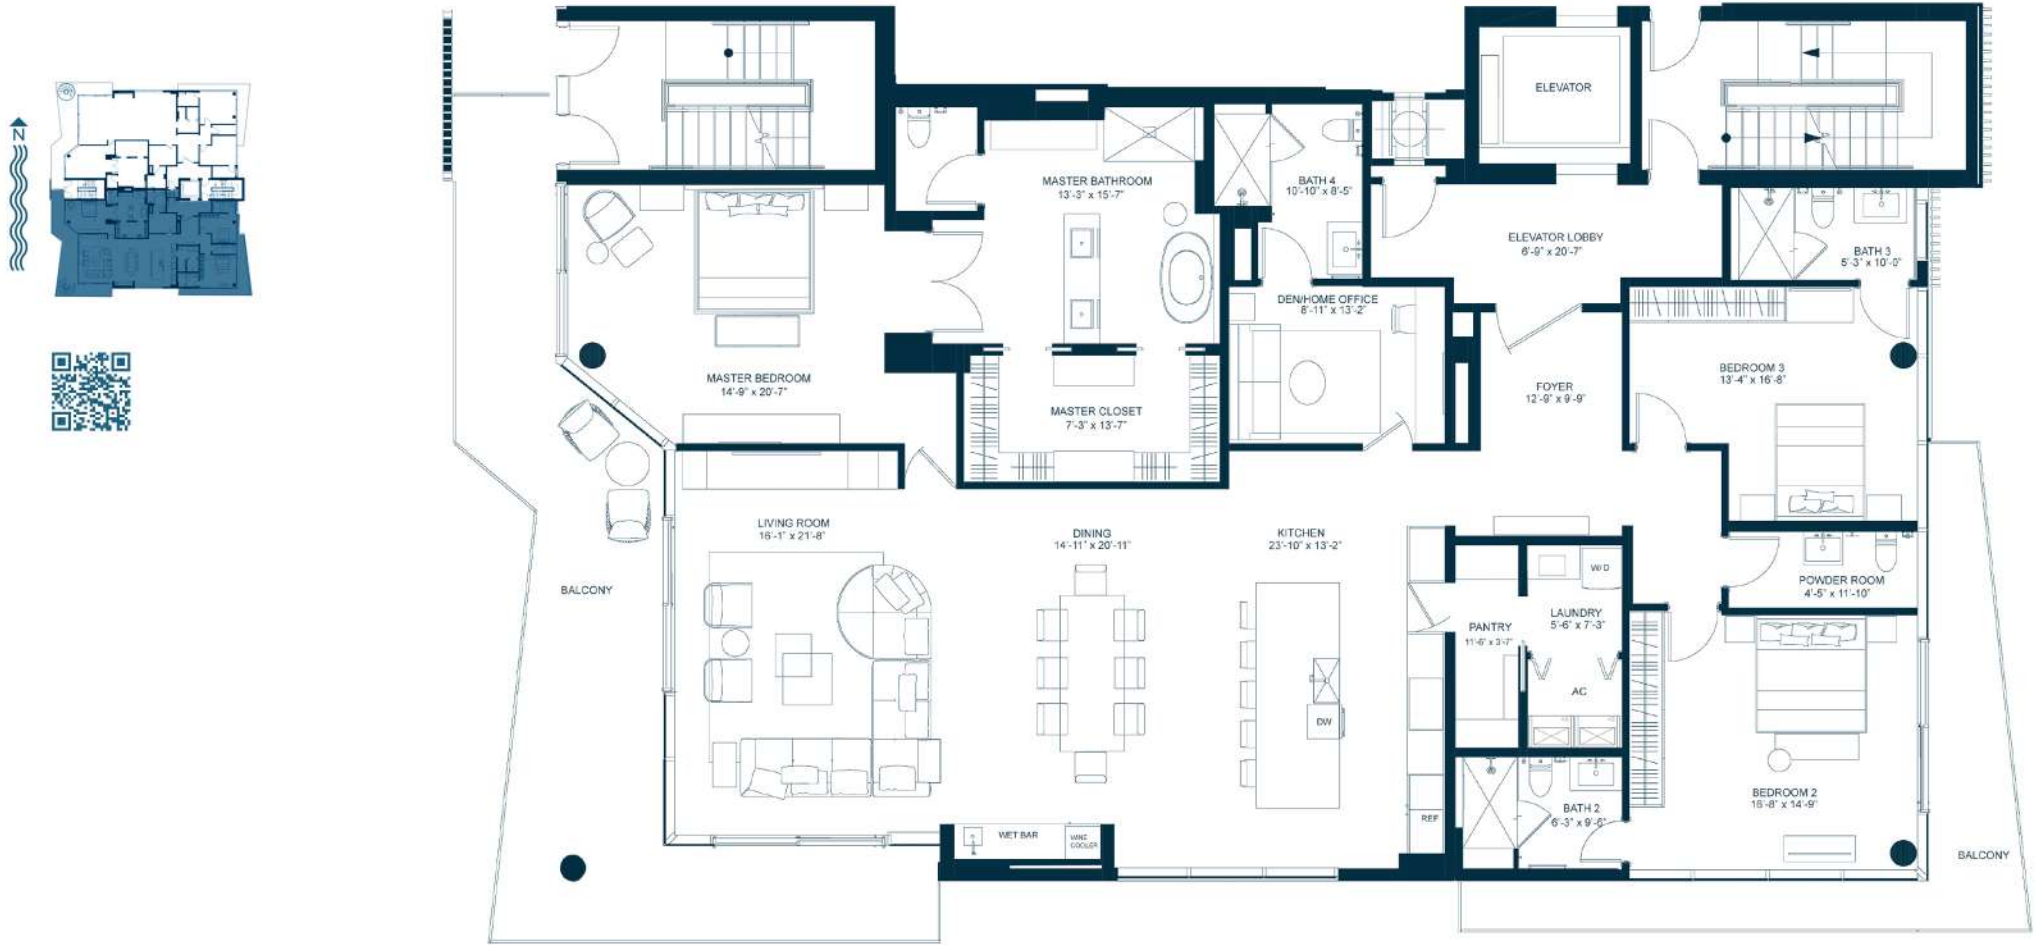 N
ELEVATOR
MASTER BATHROOM
13'-3" x 15'-7"
BATH 4
10'-10" x 8'-5"
ELEVATOR LOBBY
6'-9" x 20'-7"
BATH 3
5'-3" x 10'-0"
DEN/HOME OFFICE
8'-11" x 13'-2"
MASTER BEDROOM
14'-9" x 20'-7"
MASTER CLOSET
7'-3" x 13'-7"
FOYER
12'-9" x 9'-9"
BEDROOM 3
13'-4" x 16'-8"
LIVING ROOM
16'-1" x 21'-8"
DINING
14'-11" x 20'-11"
KITCHEN
23'-10" x 13'-2"
BALCONY
W/D
POWDER ROOM
4'-5" x 11'-10"
LAUNDRY
5'-6" x 7'-3"
PANTRY
11'-6" x 3'-7"
AC
DW
BEDROOM 2
16'-8" x 14'-9"
BATH 2
6'-3" x 9'-6"
REF
WET BAR
WINE
COOLER
BALCONY